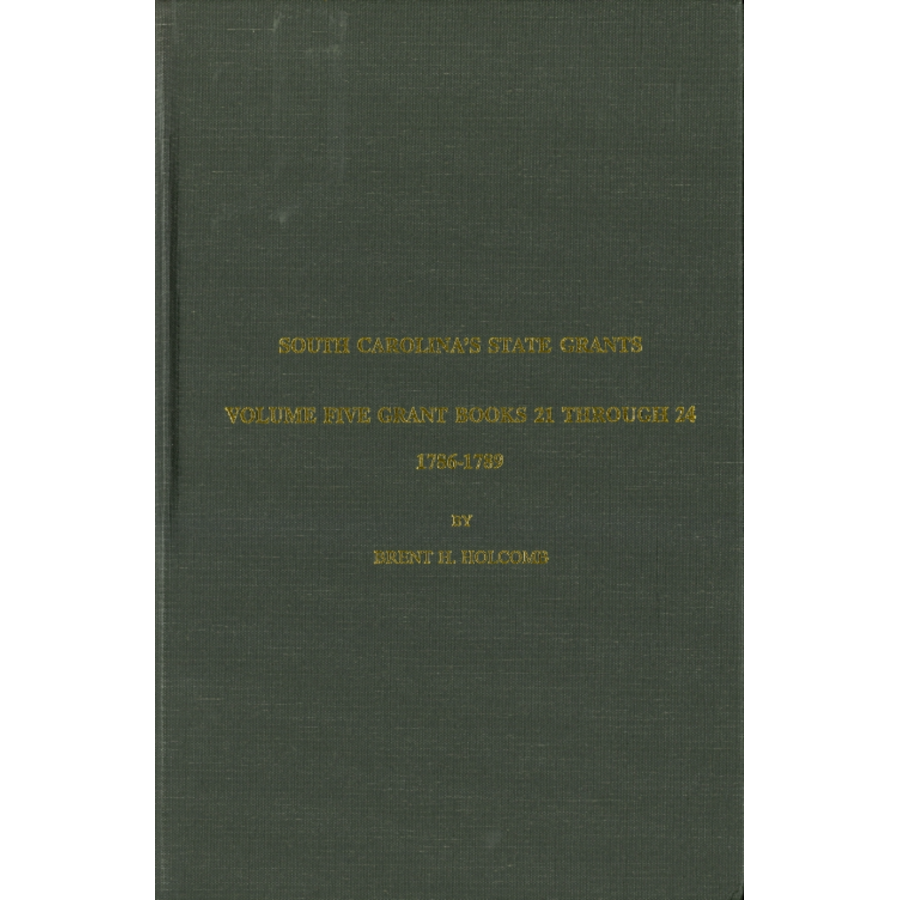 SOUTH CAROLINA'S STATE GRANTS
VOLUME FIVE GRANT BOOKS 21 THROUGH 24
1786-1789
BY
BRENT H. HOLCOMB